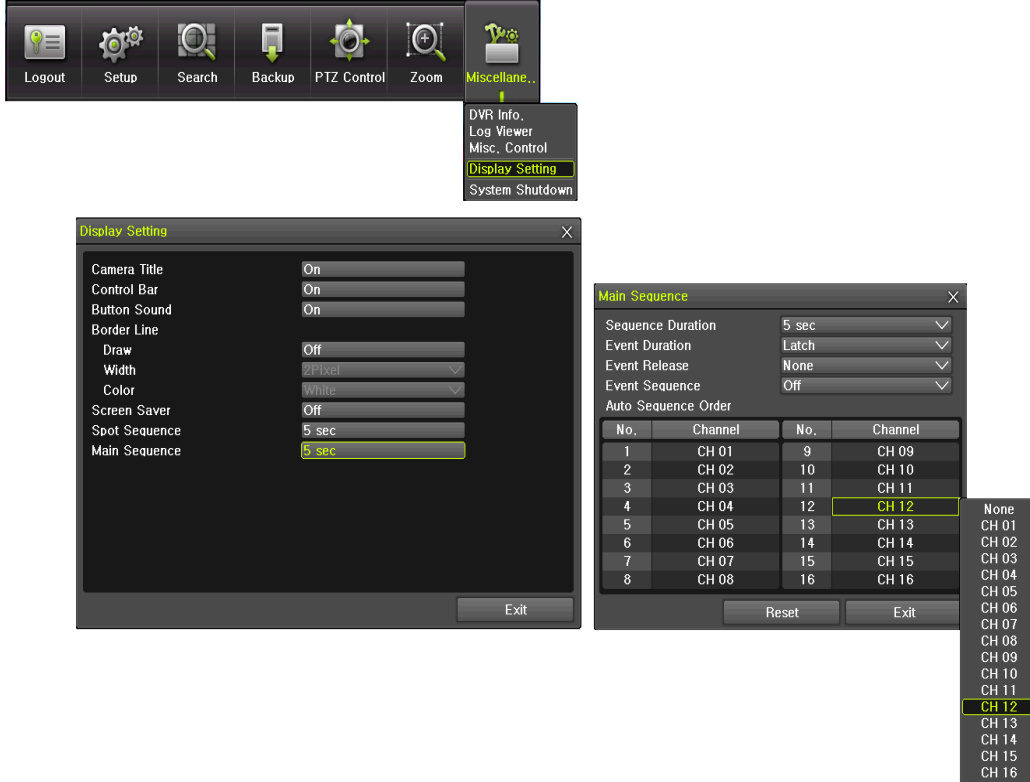 Logout Setup Search Backup PTZ Control Zoom Miscellane..
DVR Info.
Log Viewer
Misc. Control
Display Setting
System Shutdown
Display Setting
Camera Title On
Control Bar On
Button Sound On
Border Line
Draw Off
Width 2Pixel
Color White
Screen Saver Off
Spot Sequence 5 sec
Main Sequence 5 sec
Exit
Main Sequence
Sequence Duration 5 sec
Event Duration Latch
Event Release None
Event Sequence Off
Auto Sequence Order
No. Channel No. Channel
1 CH 01 9 CH 09
2 CH 02 10 CH 10
3 CH 03 11 CH 11
4 CH 04 12 CH 12
5 CH 05 13 CH 13
6 CH 06 14 CH 14
7 CH 07 15 CH 15
8 CH 08 16 CH 16
Reset Exit
None
CH 01
CH 02
CH 03
CH 04
CH 05
CH 06
CH 07
CH 08
CH 09
CH 10
CH 11
CH 12
CH 13
CH 14
CH 15
CH 16